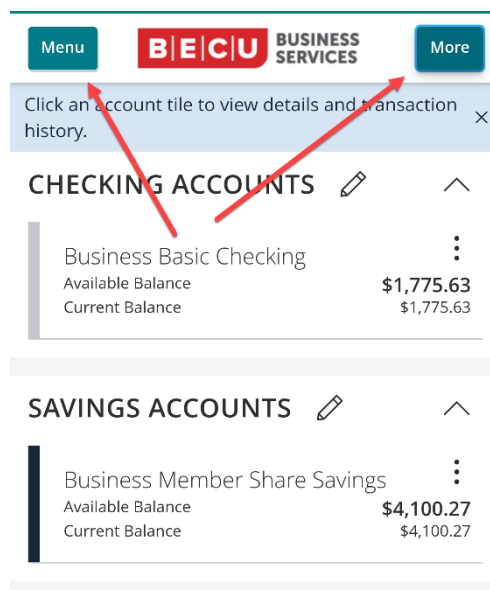 Menu
B|E|C|U BUSINESS SERVICES
More
Click an account tile to view details and transaction
history.
CHECKING ACCOUNTS
Business Basic Checking
Available Balance $1,775.63
Current Balance $1,775.63
SAVINGS ACCOUNTS
Business Member Share Savings
Available Balance $4,100.27
Current Balance $4,100.27